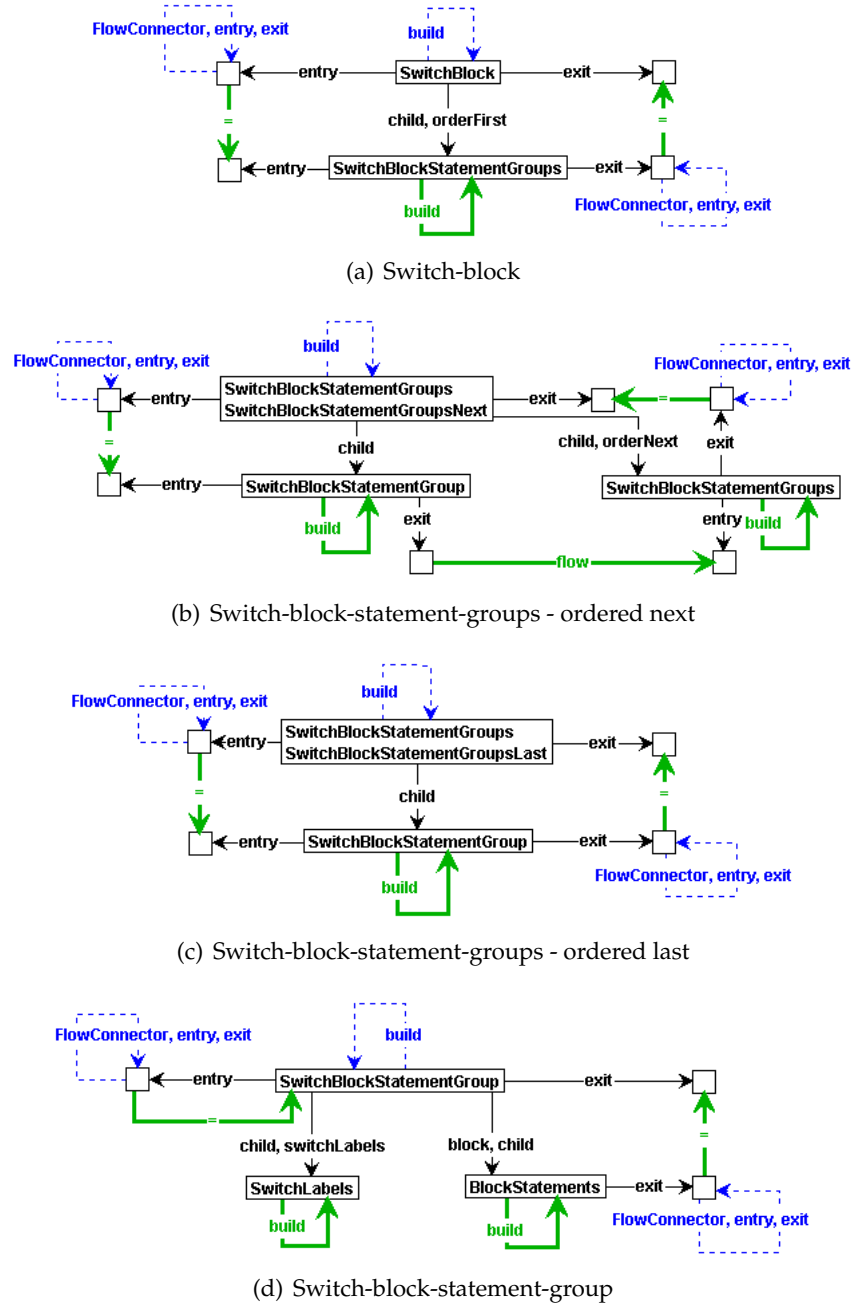 FlowConnector, entry, exit
build
entry
SwitchBlock
exit
=
child, orderFirst
=
entry
SwitchBlockStatementGroups
exit
build
FlowConnector, entry, exit
(a) Switch-block
FlowConnector, entry, exit
build
FlowConnector, entry, exit
entry
SwitchBlockStatementGroups
SwitchBlockStatementGroupsNext
exit
=
=
child
child, orderNext
exit
entry
SwitchBlockStatementGroup
SwitchBlockStatementGroups
build
exit
entry
build
flow
(b) Switch-block-statement-groups - ordered next
FlowConnector, entry, exit
build
entry
SwitchBlockStatementGroups
SwitchBlockStatementGroupsLast
exit
=
child
=
entry
SwitchBlockStatementGroup
exit
build
FlowConnector, entry, exit
(c) Switch-block-statement-groups - ordered last
FlowConnector, entry, exit
build
entry
SwitchBlockStatementGroup
exit
=
child, switchLabels
block, child
=
SwitchLabels
BlockStatements
exit
build
build
FlowConnector, entry, exit
(d) Switch-block-statement-group